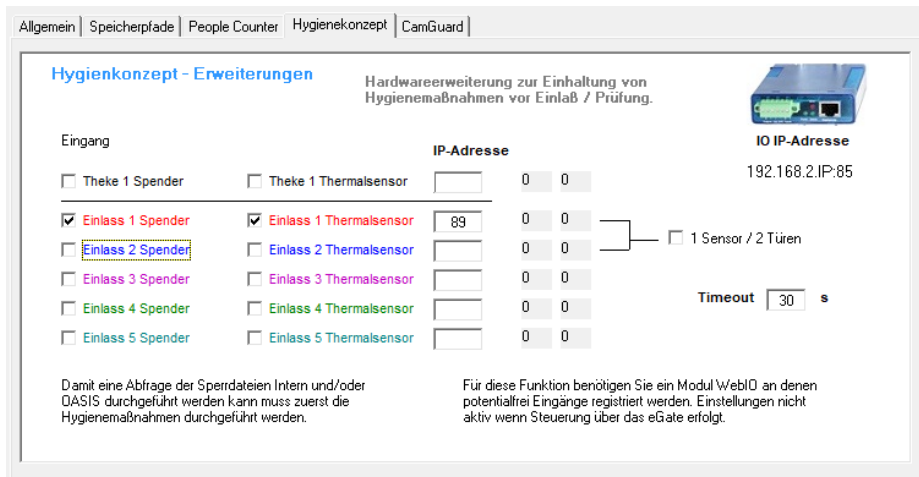 Allgemein Speicherpfade People Counter Hygienekonzept CamGuard
Hygienkonzept - Erweiterungen
Hardwareerweiterung zur Einhaltung von
Hygienemaßnahmen vor Einlaß / Prüfung.
Eingang
IP-Adresse
IO IP-Adresse
192.168.2.IP:85
Theke 1 Spender Theke 1 Thermalsensor 0 0
Einlass 1 Spender Einlass 1 Thermalsensor 89 0 0
1 Sensor / 2 Türen
Einlass 2 Spender Einlass 2 Thermalsensor 0 0
Einlass 3 Spender Einlass 3 Thermalsensor 0 0
Timeout 30 s
Einlass 4 Spender Einlass 4 Thermalsensor 0 0
Einlass 5 Spender Einlass 5 Thermalsensor 0 0
Damit eine Abfrage der Sperrdateien Intern und/oder
OASIS durchgeführt werden kann muss zuerst die
Hygienemaßnahmen durchgeführt werden.
Für diese Funktion benötigen Sie ein Modul WebIO an denen
potentialfrei Eingänge registriert werden. Einstellungen nicht
aktiv wenn Steuerung über das eGate erfolgt.